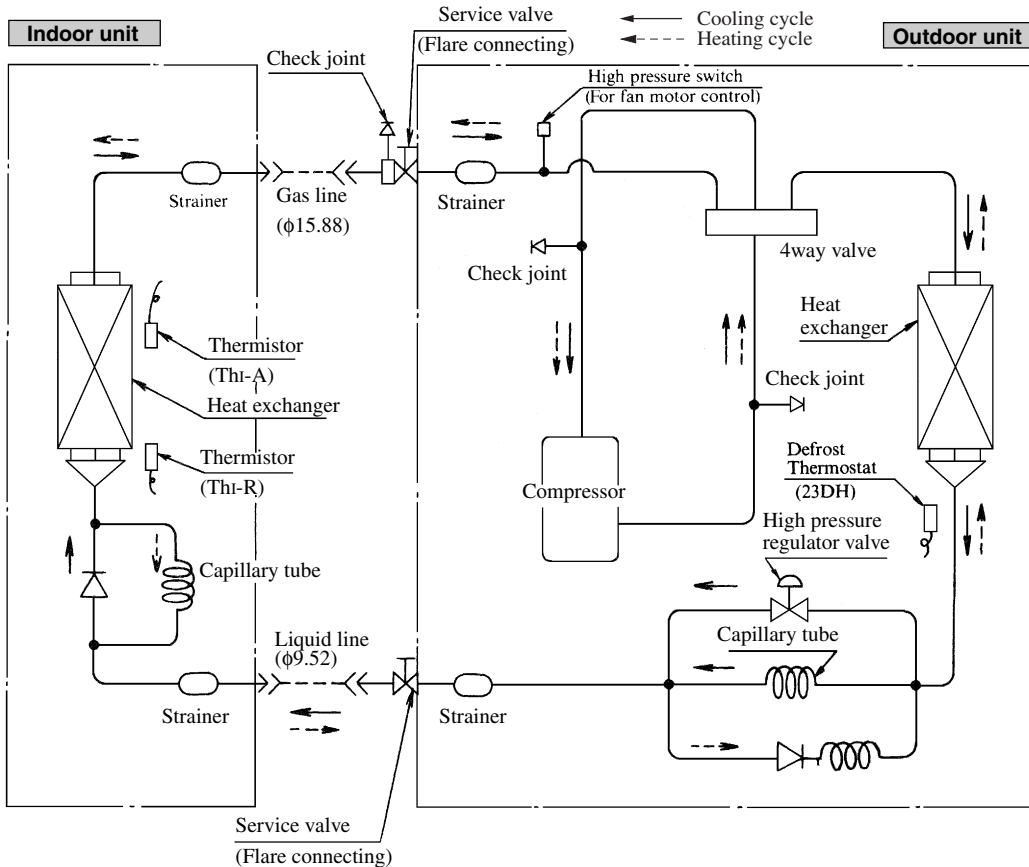 Indoor unit
Service valve
(Flare connecting)
Cooling cycle
Heating cycle
Outdoor unit
Check joint
High pressure switch
(For fan motor control)
Strainer
Gas line
(ϕ15.88)
Strainer
4way valve
Check joint
Heat
exchanger
Thermistor
(ThI-A)
Heat exchanger
Check joint
Thermistor
(ThI-R)
Compressor
Defrost
Thermostat
(23DH)
High pressure
regulator valve
Capillary tube
Liquid line
(ϕ9.52)
Capillary tube
Strainer
Strainer
Service valve
(Flare connecting)